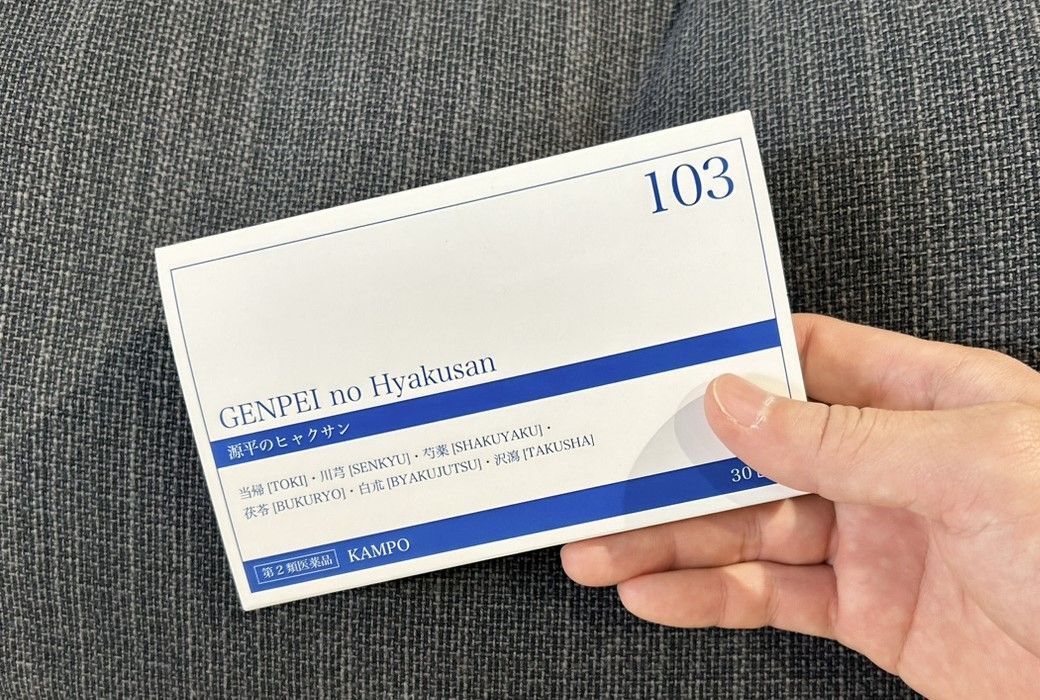 103
GENPEI no Hyakusan
源平のヒャクサン
当帰 [TOKI]・川芎 [SENKYU]・芍薬 [SHAKUYAKU]・
茯苓 [BUKURYO]・白朮 [BYAKUJUTSU]・沢瀉 [TAKUSHA]
30
第2類医薬品 KAMPO